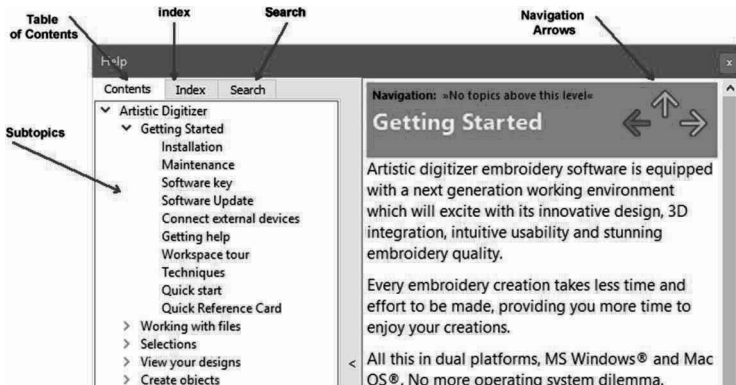 Table
of Contents
index
Search
Navigation
Arrows
Help
x
Contents
Index
Search
Subtopics
Artistic Digitizer
Getting Started
Installation
Maintenance
Software key
Software Update
Connect external devices
Getting help
Workspace tour
Techniques
Quick start
Quick Reference Card
Working with files
Selections
View your designs
Create objects
<
Navigation: »No topics above this level«
Getting Started
Artistic digitizer embroidery software is equipped
with a next generation working environment
which will excite with its innovative design, 3D
integration, intuitive usability and stunning
embroidery quality.
Every embroidery creation takes less time and
effort to be made, providing you more time to
enjoy your creations.
All this in dual platforms, MS Windows® and Mac
OS®. No more operating system dilemma.